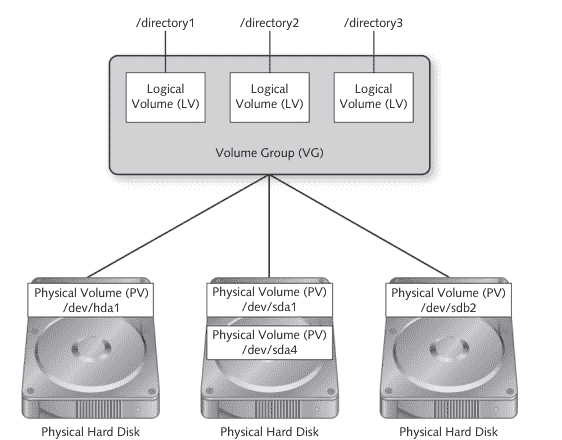 /directory1 /directory2 /directory3
Logical
Volume (LV)
Logical
Volume (LV)
Logical
Volume (LV)
Volume Group (VG)
Physical Volume (PV)
/dev/hda1
Physical Volume (PV)
/dev/sda1
Physical Volume (PV)
/dev/sda4
Physical Volume (PV)
/dev/sdb2
Physical Hard Disk
Physical Hard Disk
Physical Hard Disk